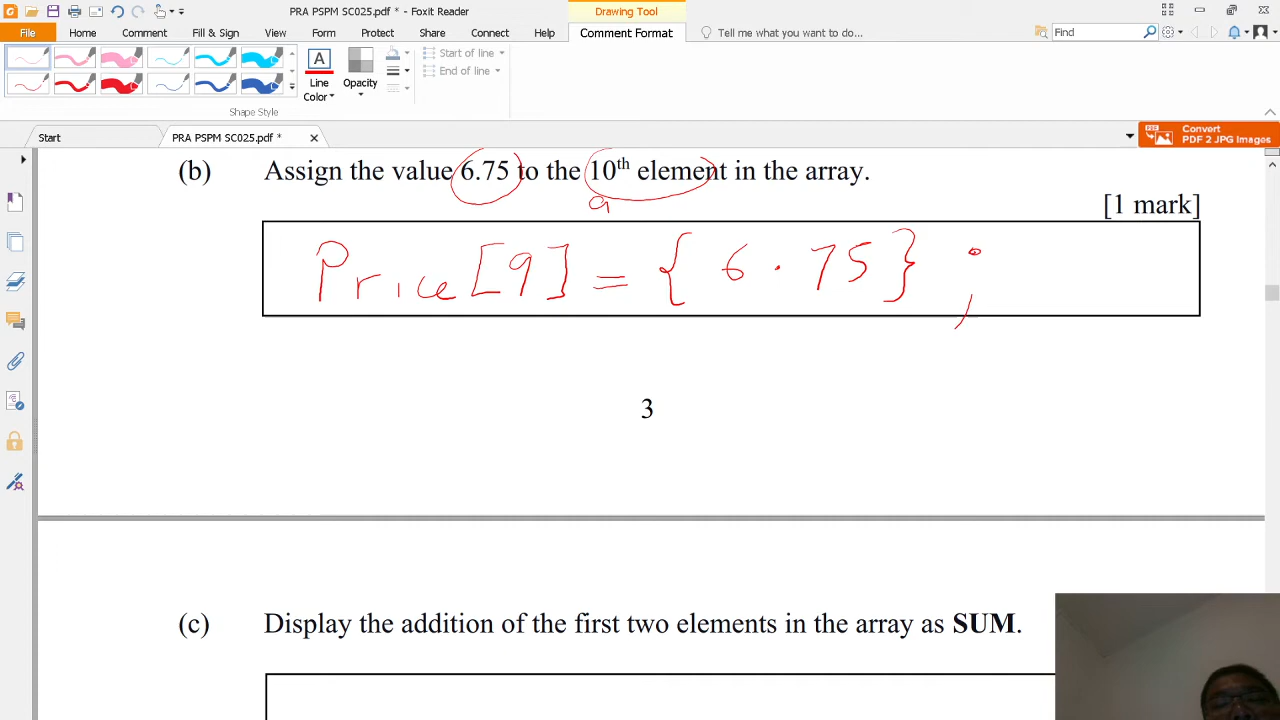 PRA PSPM SC025.pdf * - Foxit Reader
Drawing Tool
File Home Comment Fill & Sign View Form Protect Share Connect Help Comment Format Tell me what you want to do... Find
A
Line Color Opacity
Start of line
End of line
Shape Style
Start
PRA PSPM SC025.pdf *
Convert
PDF 2 JPG Images
(b) Assign the value 6.75 to the 10th element in the array.
9
[1 mark]
Price[9] = { 6.75 } ;
3
(c) Display the addition of the first two elements in the array as SUM.